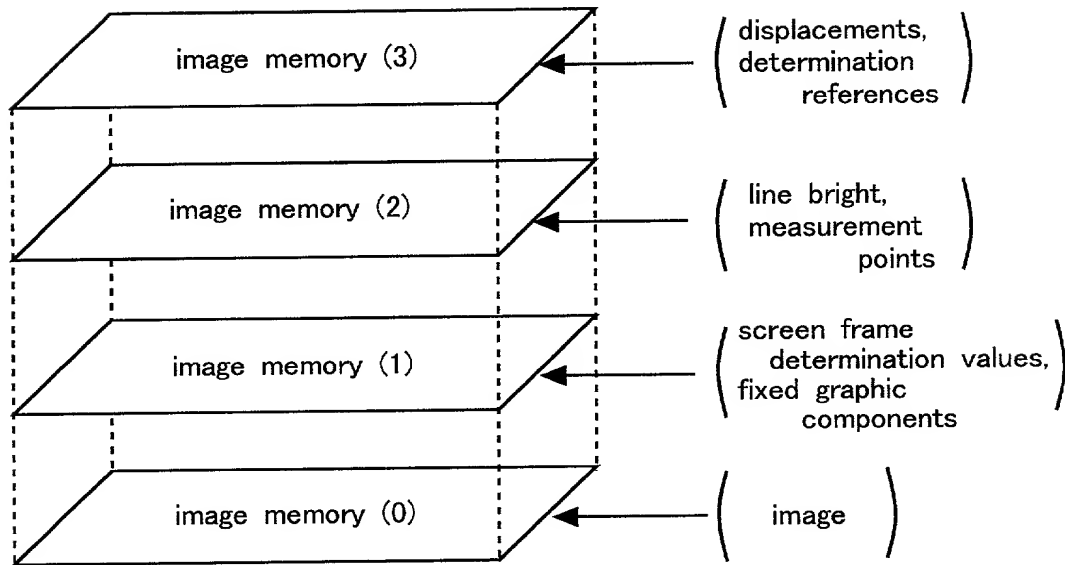 image memory (3)
(displacements,
determination
references)
image memory (2)
(line bright,
measurement
points)
image memory (1)
(screen frame
determination values,
fixed graphic
components)
image memory (0)
(image)